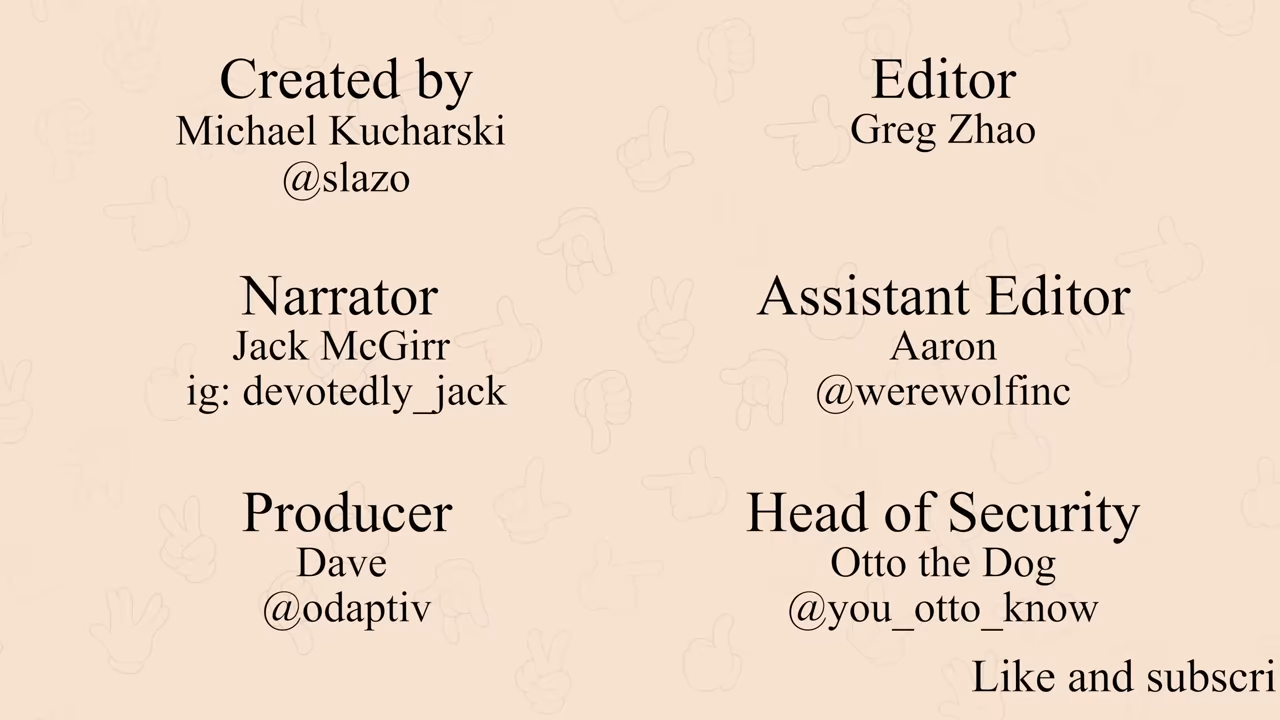 Created by
Michael Kucharski
@slazo
Editor
Greg Zhao
Narrator
Jack McGirr
ig: devotedly_jack
Assistant Editor
Aaron
@werewolfinc
Producer
Dave
@odaptiv
Head of Security
Otto the Dog
@you_otto_know
Like and subscri